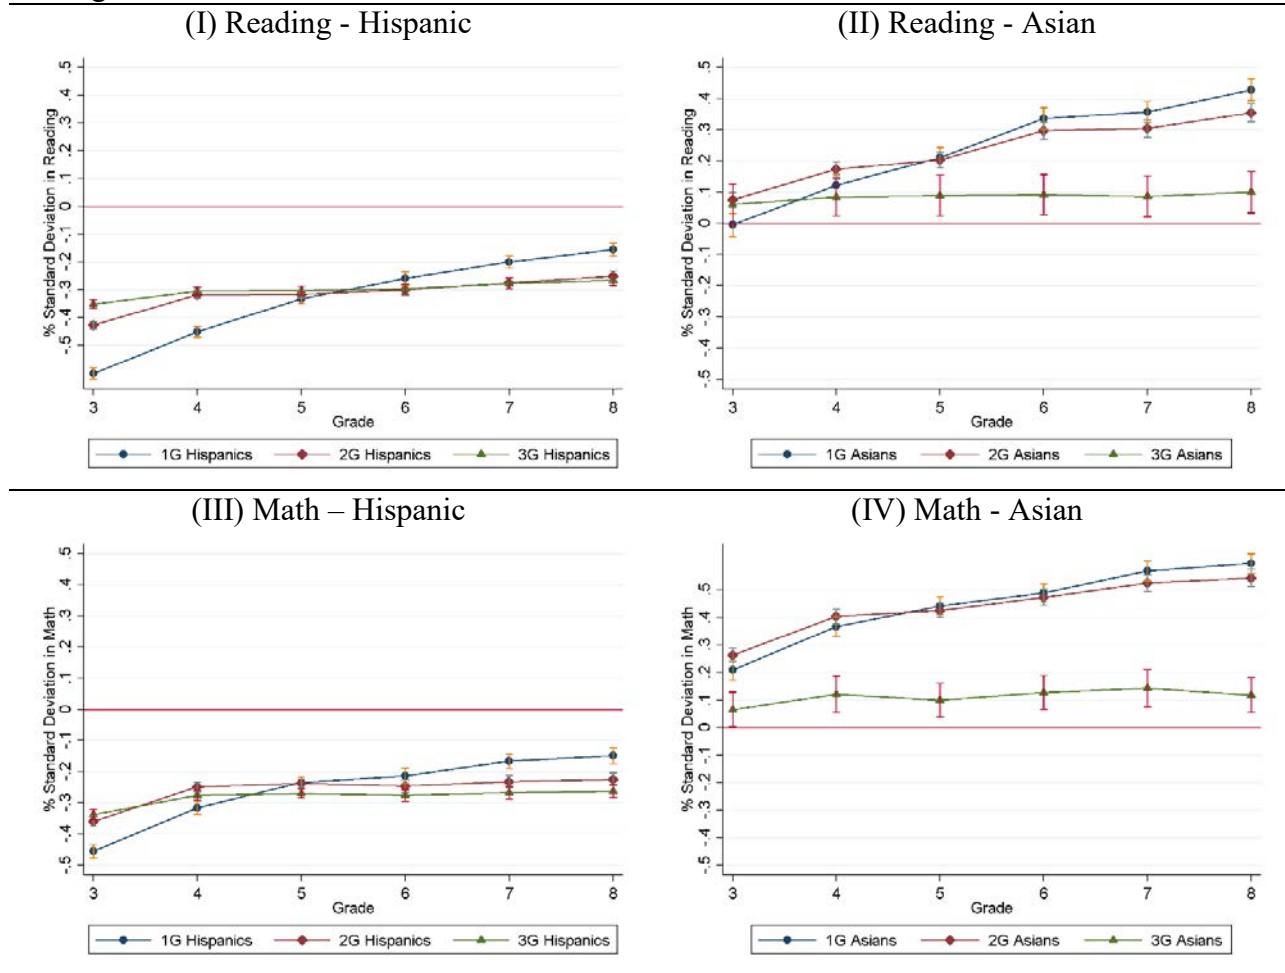 (I) Reading - Hispanic
% Standard Deviation in Reading
.5
.4
.3
.2
.1
0
-.1
-.2
-.3
-.4
-.5
3 4 5 6 7 8
Grade
1G Hispanics 2G Hispanics 3G Hispanics
(II) Reading - Asian
% Standard Deviation in Reading
.5
.4
.3
.2
.1
0
-.1
-.2
-.3
-.4
-.5
3 4 5 6 7 8
Grade
1G Asians 2G Asians 3G Asians
(III) Math – Hispanic
% Standard Deviation in Math
.5
.4
.3
.2
.1
0
-.1
-.2
-.3
-.4
-.5
3 4 5 6 7 8
Grade
1G Hispanics 2G Hispanics 3G Hispanics
(IV) Math - Asian
% Standard Deviation in Math
.5
.4
.3
.2
.1
0
-.1
-.2
-.3
-.4
-.5
3 4 5 6 7 8
Grade
1G Asians 2G Asians 3G Asians